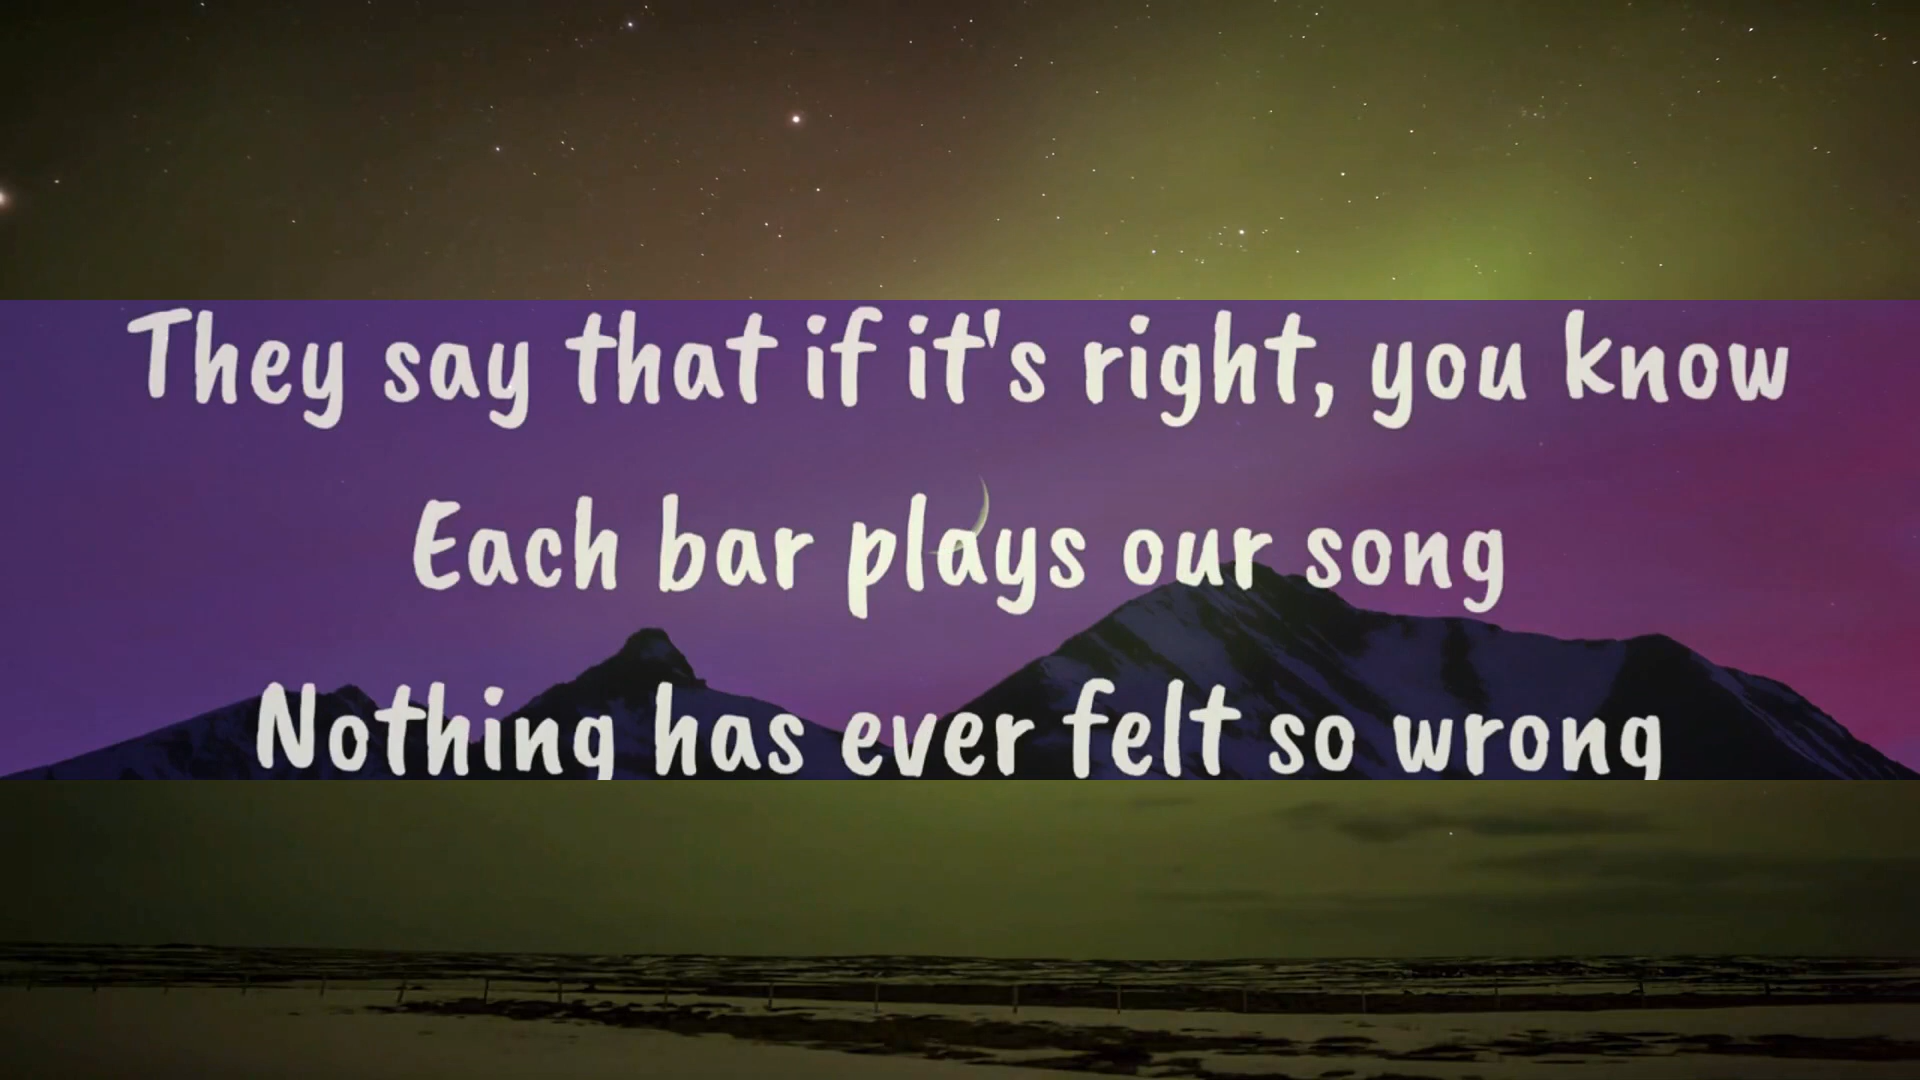 They say that if it's right, you know
Each bar plays our song
Nothing has ever felt so wrong